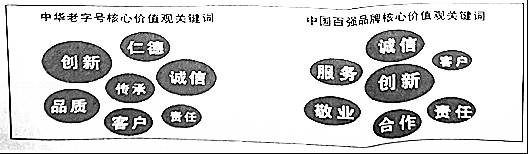 中华老字号核心价值观关键词
仁德
创新
诚信
传承
品质
客户
责任
中国百强品牌核心价值观关键词
诚信
客户
服务
创新
敬业
责任
合作